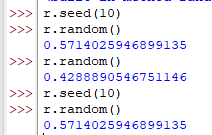 >>> r.seed(10)
>>> r.random()
0.5714025946899135
>>> r.random()
0.4288890546751146
>>> r.seed(10)
>>> r.random()
0.5714025946899135